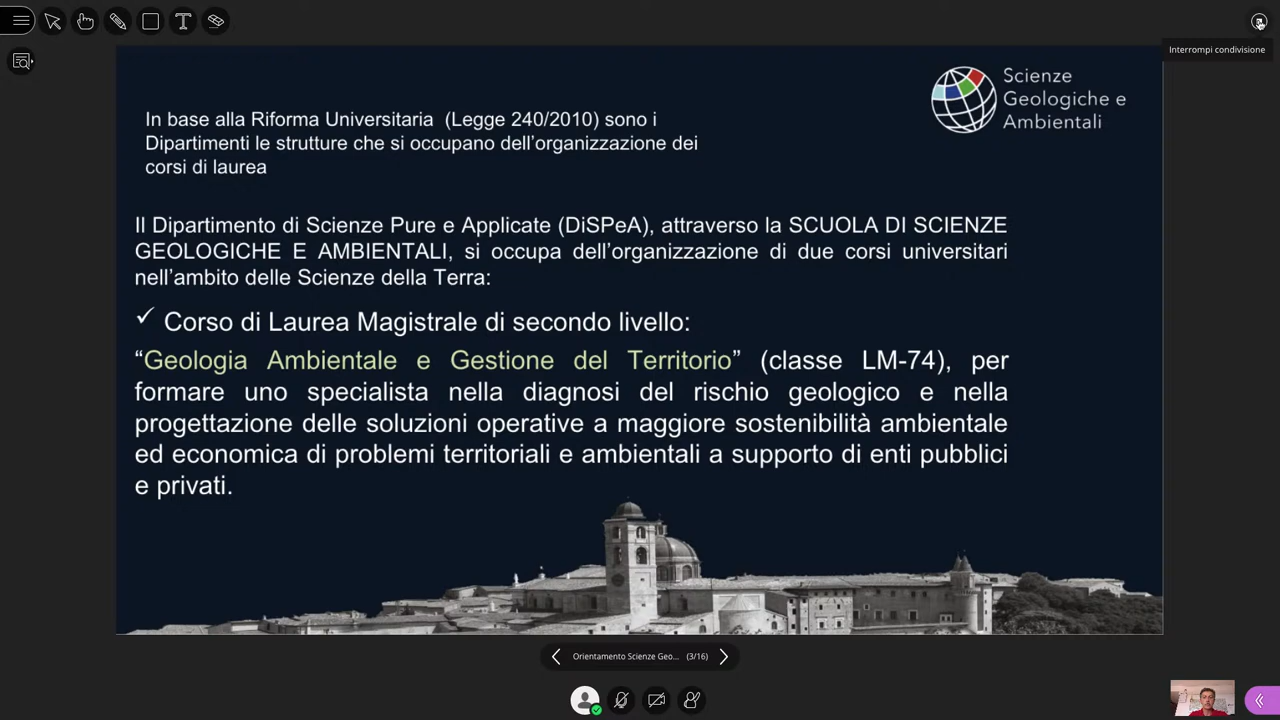 T
Interrompi condivisione
Scienze
Geologiche e
Ambientali
In base alla Riforma Universitaria (Legge 240/2010) sono i
Dipartimenti le strutture che si occupano dell'organizzazione dei
corsi di laurea
Il Dipartimento di Scienze Pure e Applicate (DiSPeA), attraverso la SCUOLA DI SCIENZE
GEOLOGICHE E AMBIENTALI, si occupa dell'organizzazione di due corsi universitari
nell'ambito delle Scienze della Terra:
✓ Corso di Laurea Magistrale di secondo livello:
“Geologia Ambientale e Gestione del Territorio” (classe LM-74), per
formare uno specialista nella diagnosi del rischio geologico e nella
progettazione delle soluzioni operative a maggiore sostenibilità ambientale
ed economica di problemi territoriali e ambientali a supporto di enti pubblici
e privati.
Orientamento Scienze Geo... (3/16)